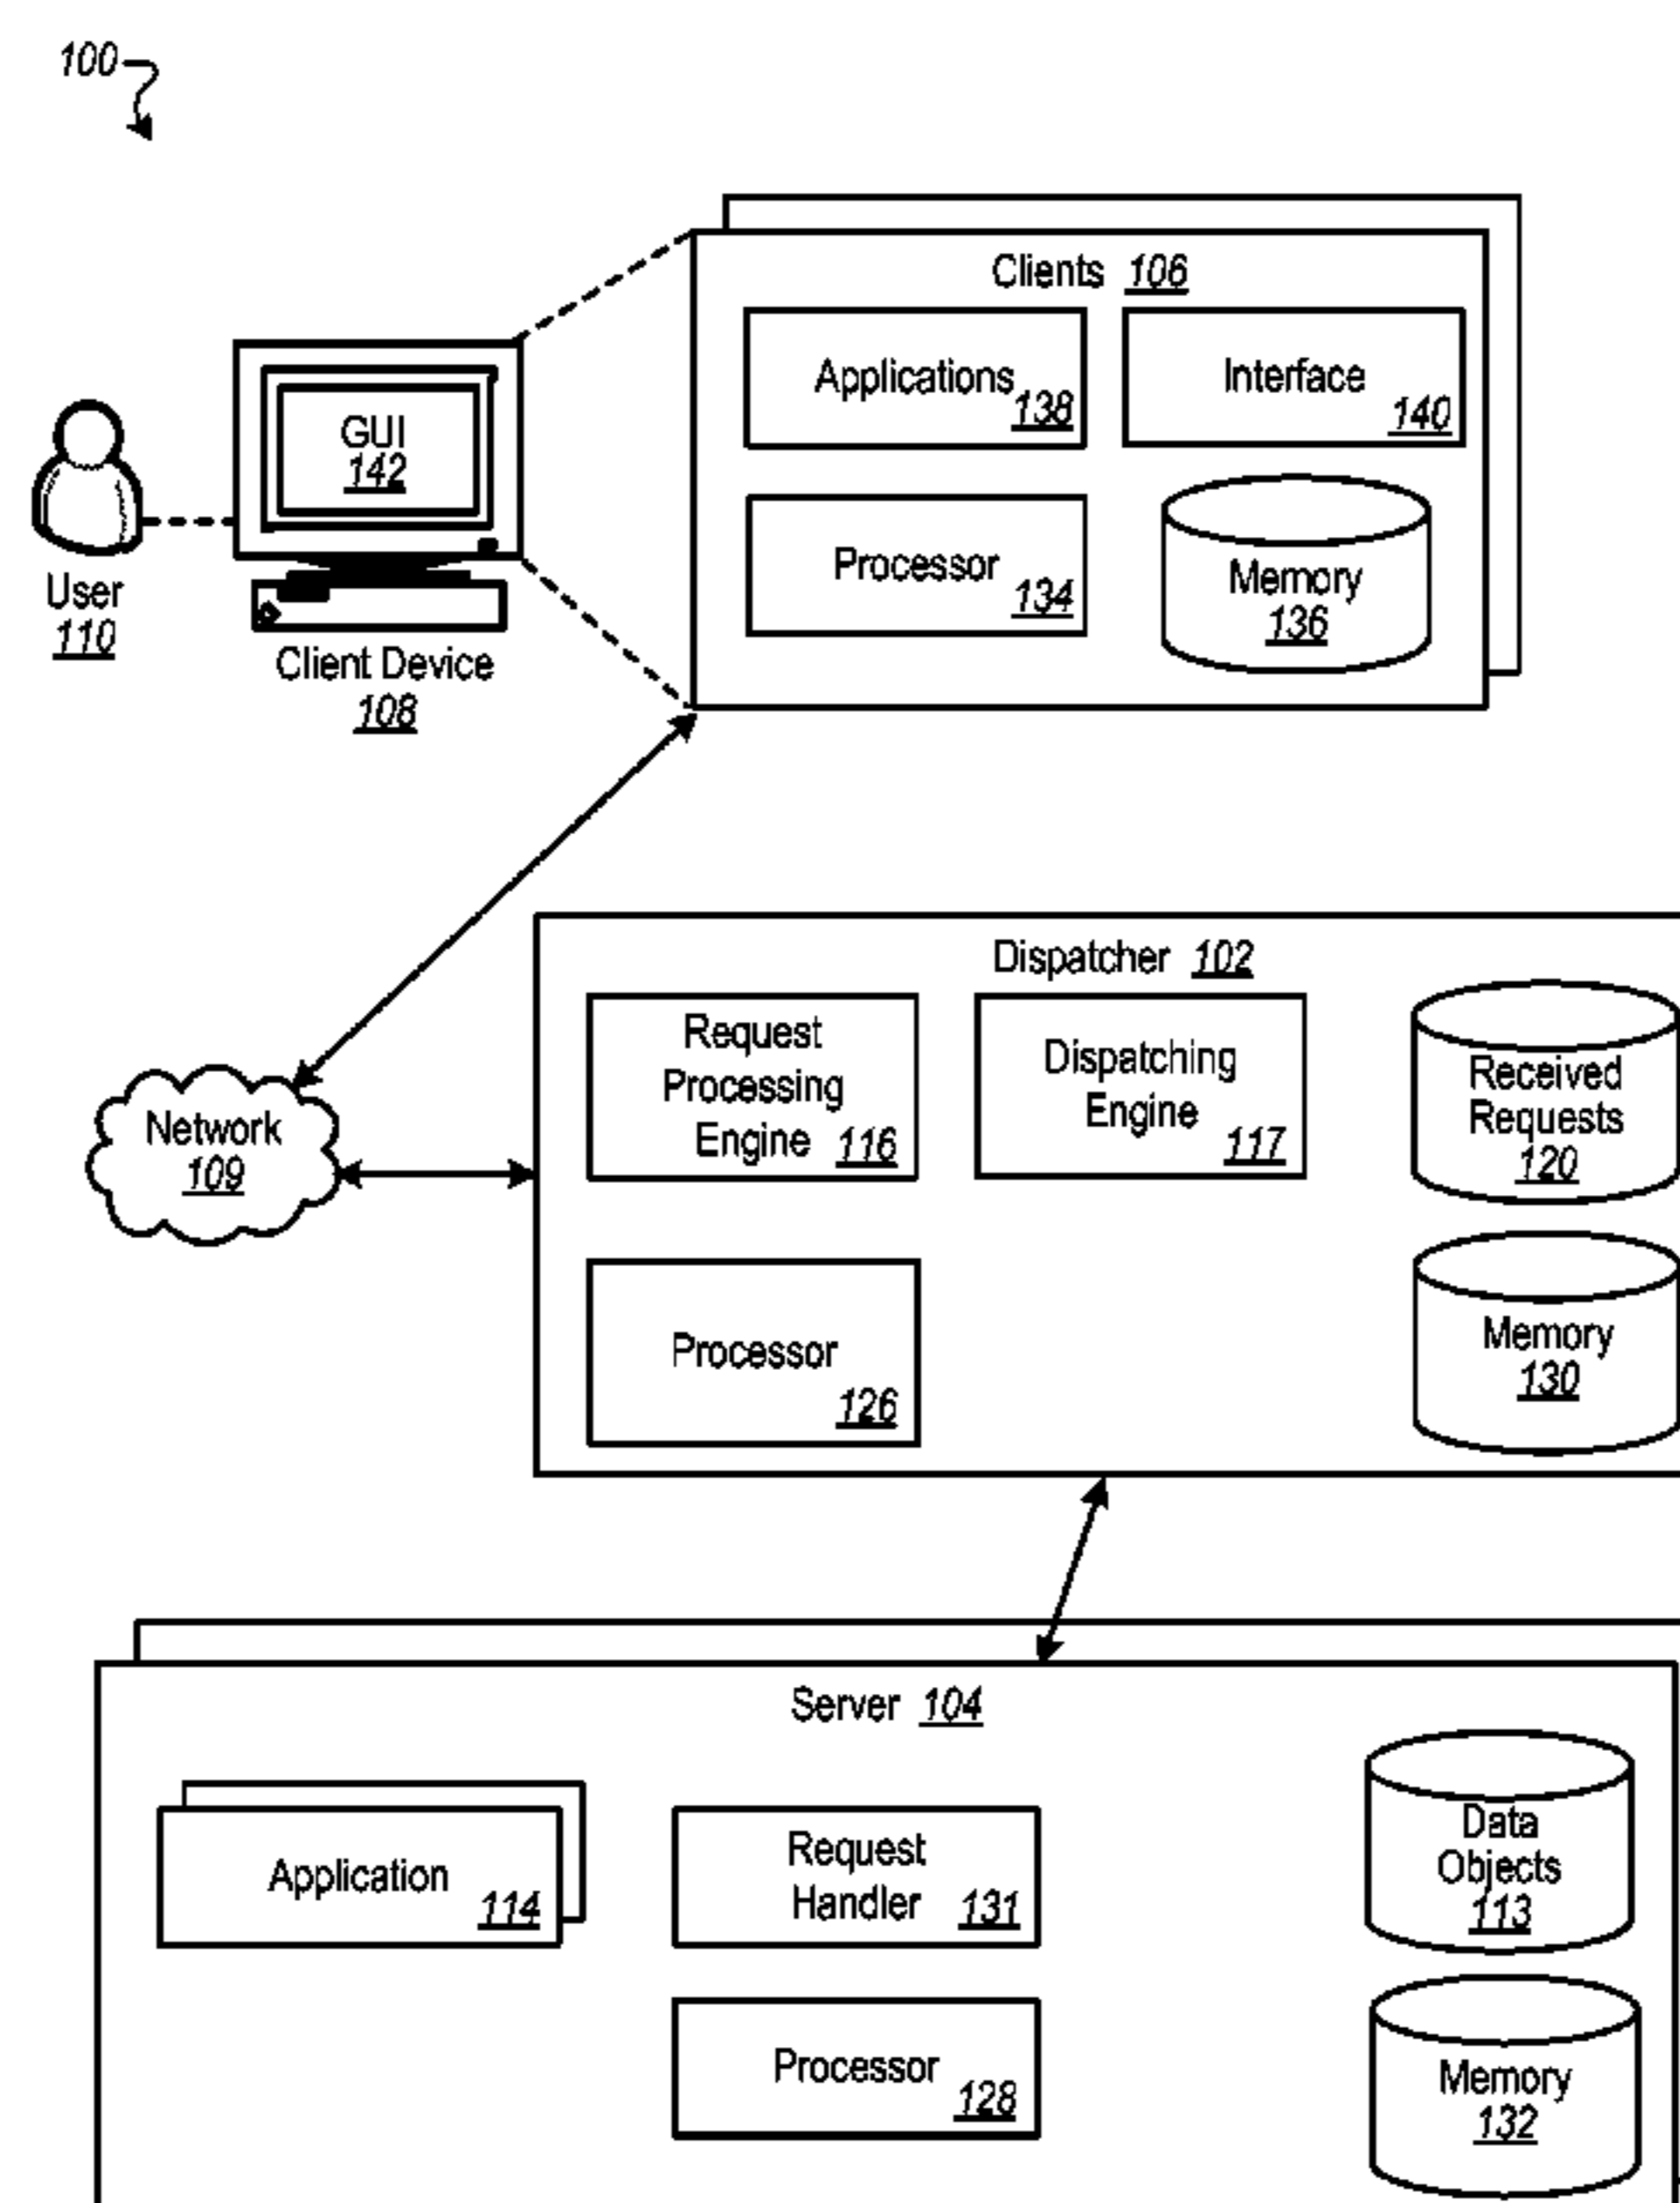 100
Clients 106
Applications
138
Interface
140
GUI
142
Processor
134
Memory
136
User
110
Client Device
108
Dispatcher 102
Request
Processing
Engine 116
Dispatching
Engine
117
Received
Requests
120
Network
109
Processor
126
Memory
130
Server 104
Application
114
Request
Handler 131
Data
Objects
113
Processor
128
Memory
132